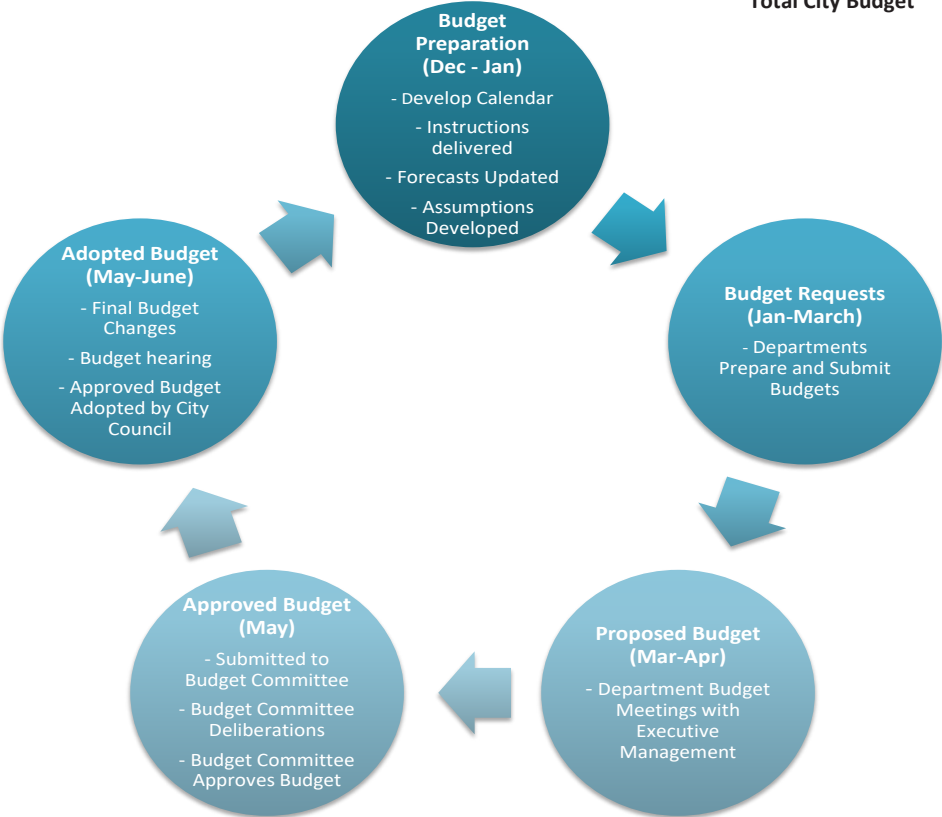 Total City Budget
Budget
Preparation
(Dec - Jan)
- Develop Calendar
- Instructions
delivered
- Forecasts Updated
- Assumptions
Developed
Budget Requests
(Jan-March)
- Departments
Prepare and Submit
Budgets
Proposed Budget
(Mar-Apr)
- Department Budget
Meetings with
Executive
Management
Approved Budget
(May)
- Submitted to
Budget Committee
- Budget Committee
Deliberations
- Budget Committee
Approves Budget
Adopted Budget
(May-June)
- Final Budget
Changes
- Budget hearing
- Approved Budget
Adopted by City
Council